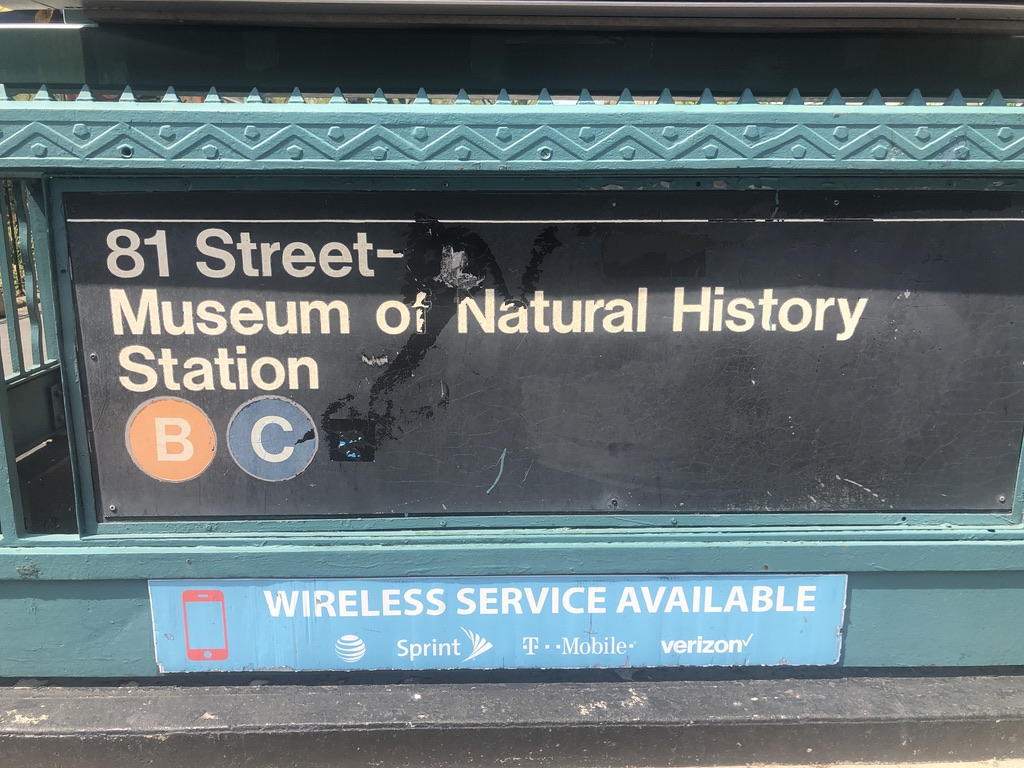 81 Street-
Museum of Natural History
Station
B C
WIRELESS SERVICE AVAILABLE
Sprint T··Mobile· verizon